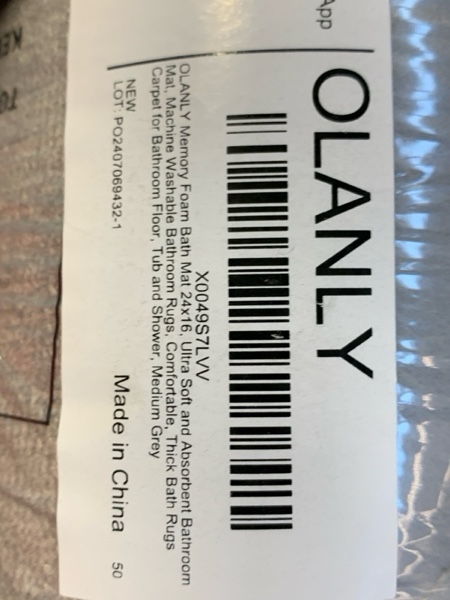 App
OLANLY
X0049S7LVV
OLANLY Memory Foam Bath Mat 24x16, Ultra Soft and Absorbent Bathroom
Mat, Machine Washable Bathroom Rugs, Comfortable, Thick Bath Rugs
Carpet for Bathroom Floor, Tub and Shower, Medium Grey
NEW
LOT: PO2407069432-1
Made in China
50